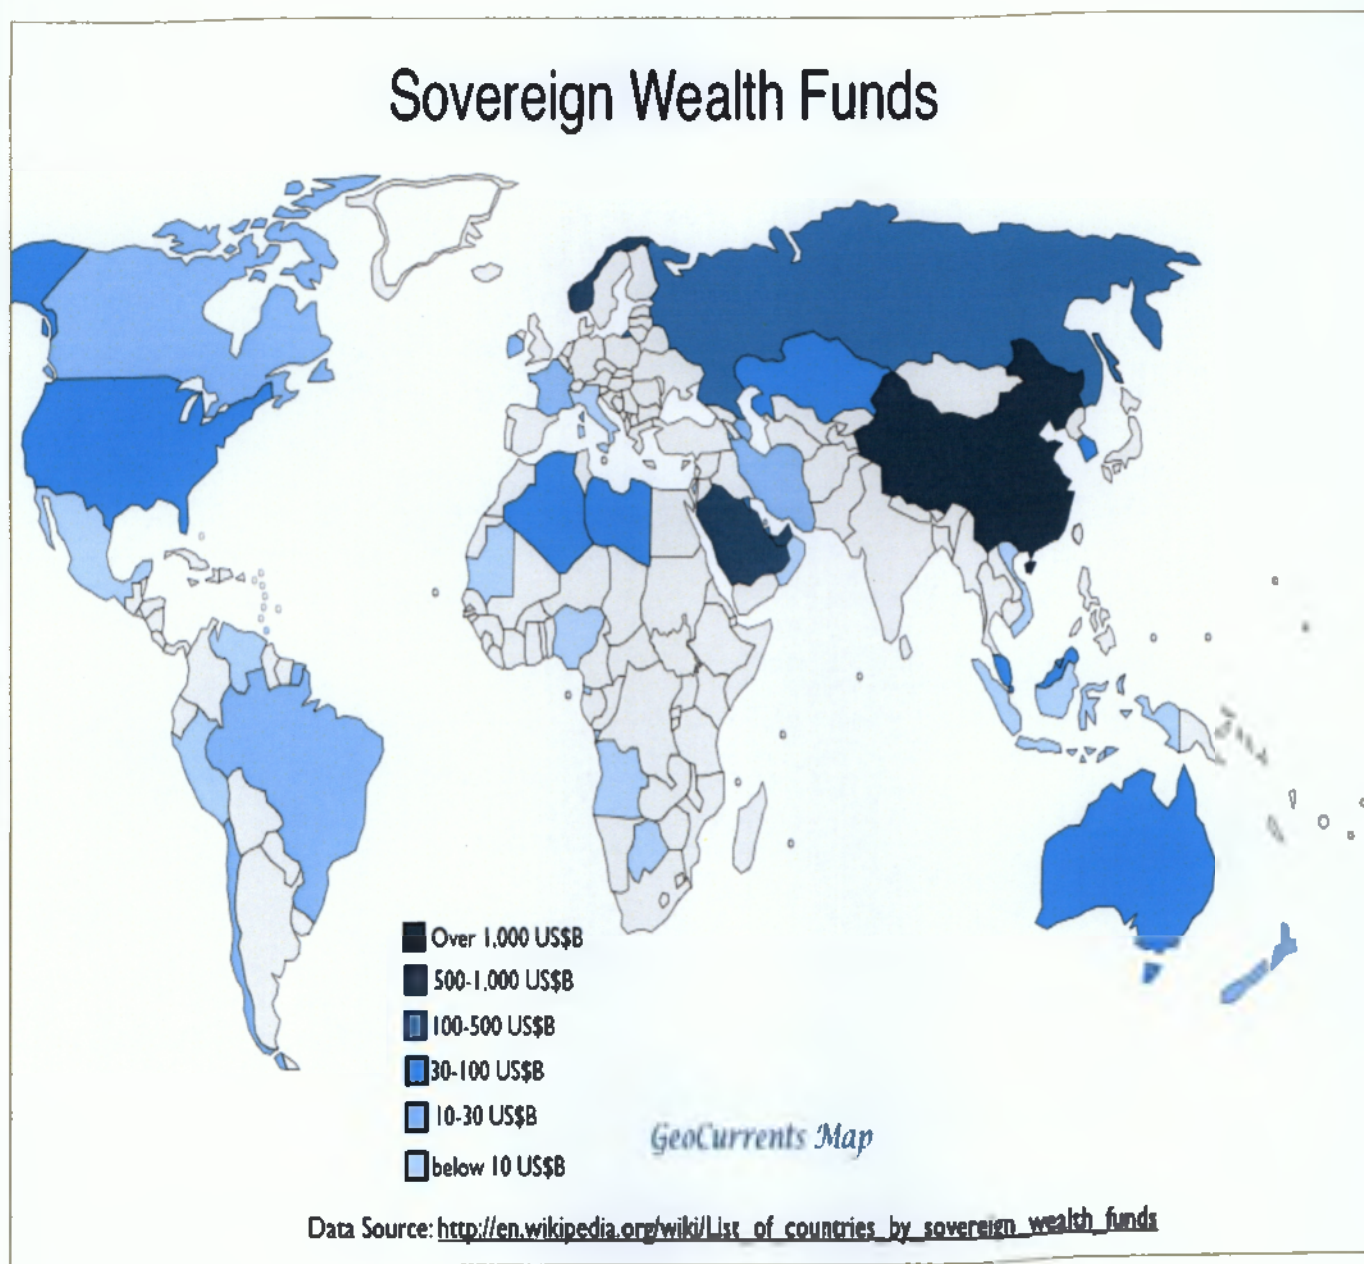 Sovereign Wealth Funds
Over 1,000 US$B
500-1,000 US$B
100-500 US$B
30-100 US$B
10-30 US$B
below 10 US$B
GeoCurrents Map
Data Source: http://en.wikipedia.org/wiki/List_of_countries_by_sovereign_wealth_funds